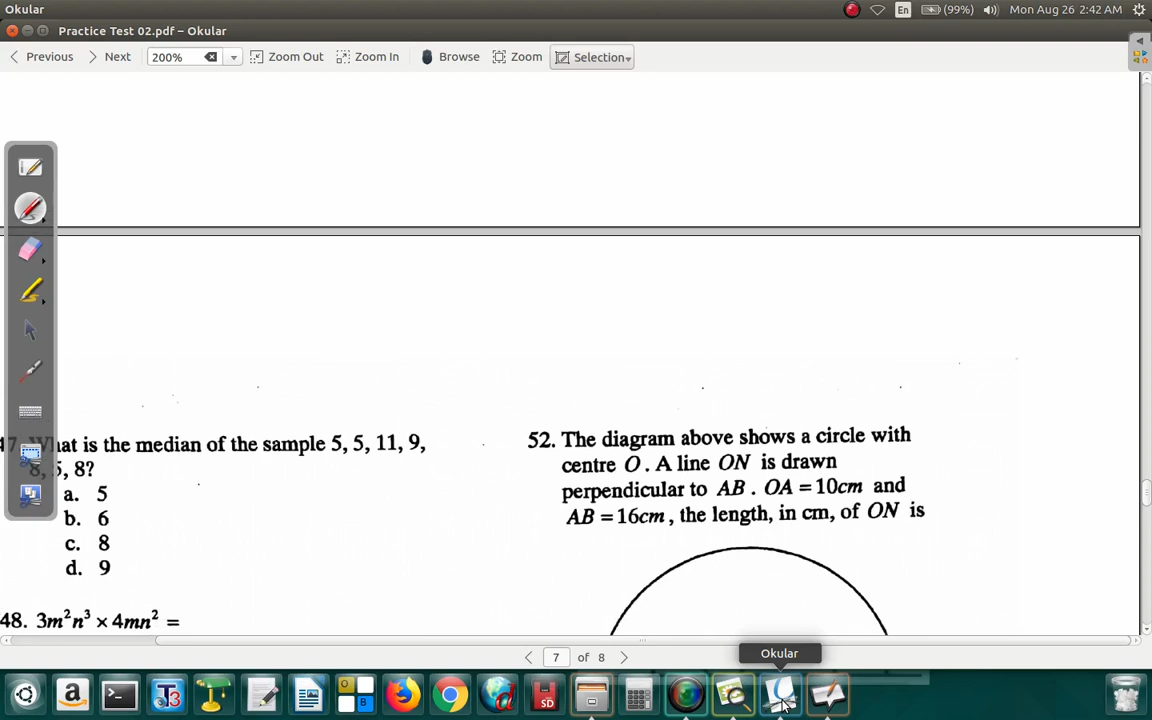 Okular
En
(99%)
Mon Aug 26 2:42 AM
Practice Test 02.pdf – Okular
Previous
Next
200%
Zoom Out
Zoom In
Browse
Zoom
Selection
What is the median of the sample 5, 5, 11, 9,
8, 5, 8?
a. 5
b. 6
c. 8
d. 9
48. 3m²n³ × 4mn² =
52. The diagram above shows a circle with
centre O. A line ON is drawn
perpendicular to AB. OA = 10cm and
AB = 16cm, the length, in cm, of ON is
7 of 8
Okular
SD
O
B